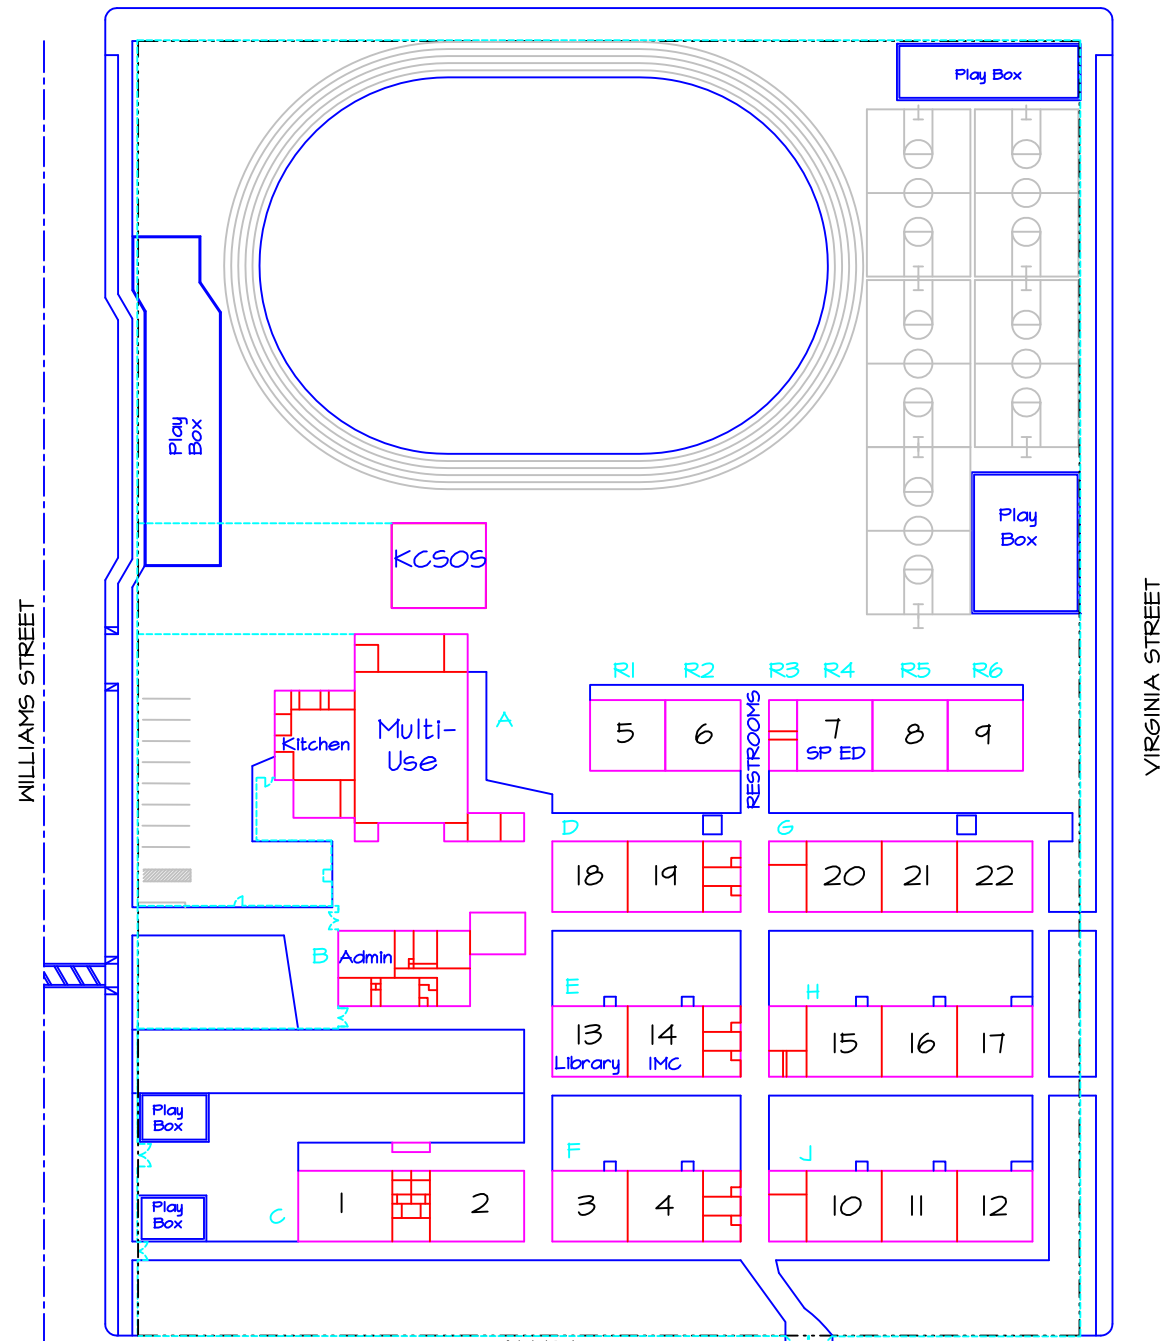 Play Box
Play
Box
KCSOS
Play
Box
WILLIAMS STREET
VIRGINIA STREET
R1 R2 R3 R4 R5 R6
A
Multi-
Use
Kitchen
5 6 RESTROOMS 7 8 9
SP ED
D G
18 19 20 21 22
B
Admin
E H
13 14 15 16 17
Library IMC
Play
Box
F J
C
1 2 3 4 10 11 12
Play
Box